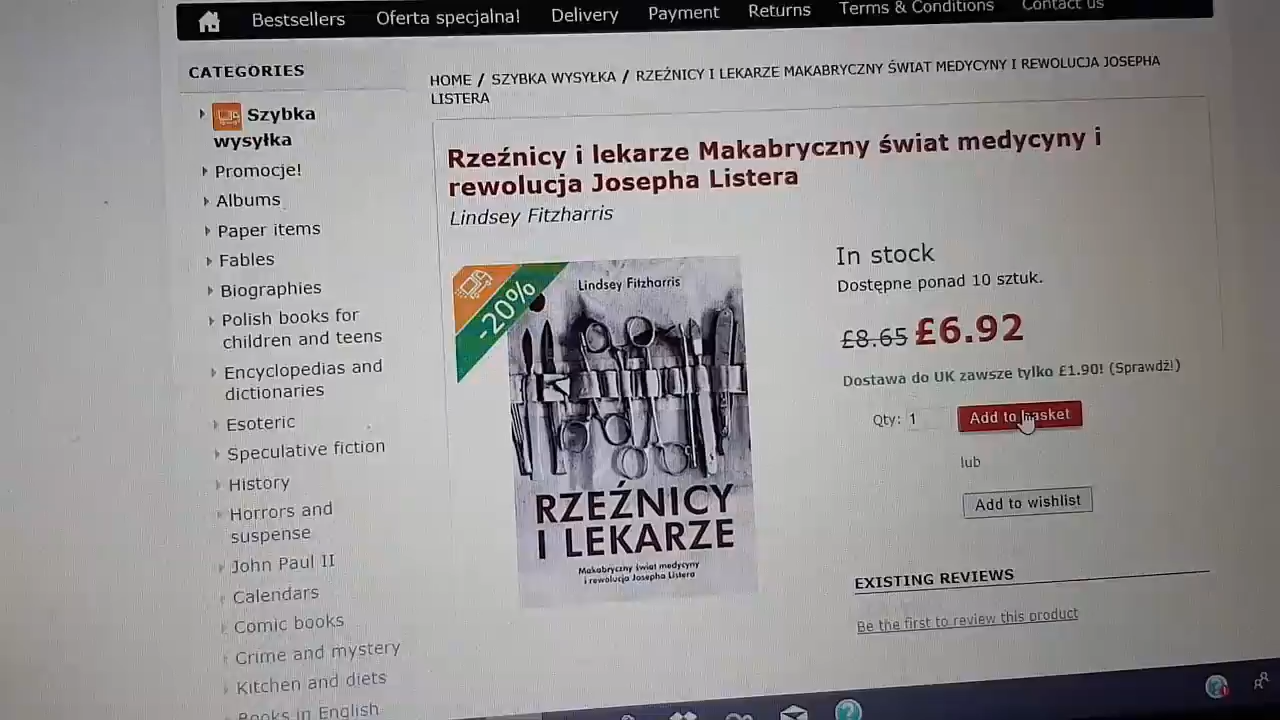 Bestsellers Oferta specjalna! Delivery Payment Returns Terms & Conditions Contact us
CATEGORIES
Szybka
wysyłka
Promocje!
Albums
Paper items
Fables
Biographies
Polish books for
children and teens
Encyclopedias and
dictionaries
Esoteric
Speculative fiction
History
Horrors and
suspense
John Paul II
Calendars
Comic books
Crime and mystery
Kitchen and diets
Books in English
HOME / SZYBKA WYSYŁKA / RZEŹNICY I LEKARZE MAKABRYCZNY ŚWIAT MEDYCYNY I REWOLUCJA JOSEPHA
LISTERA
Rzeźnicy i lekarze Makabryczny świat medycyny i
rewolucja Josepha Listera
Lindsey Fitzharris
-20%
Lindsey Fitzharris
RZEŹNICY
I LEKARZE
Makabryczny świat medycyny
i rewolucja Josepha Listera
In stock
Dostępne ponad 10 sztuk.
£8.65 £6.92
Dostawa do UK zawsze tylko £1.90! (Sprawdź!)
Qty: 1 Add to basket
lub
Add to wishlist
EXISTING REVIEWS
Be the first to review this product